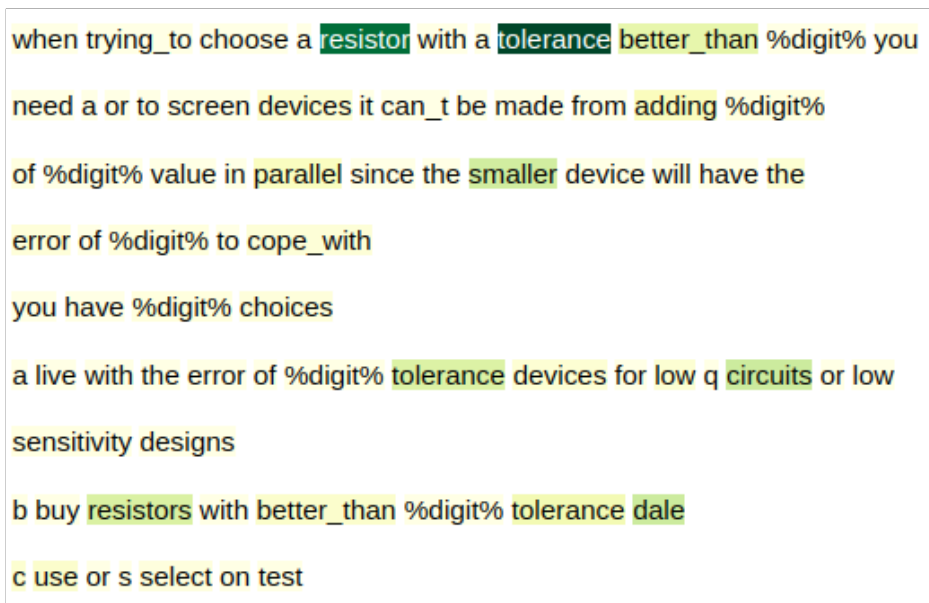 when trying_to choose a resistor with a tolerance better_than %digit% you
need a or to screen devices it can_t be made from adding %digit%
of %digit% value in parallel since the smaller device will have the
error of %digit% to cope_with
you have %digit% choices
a live with the error of %digit% tolerance devices for low q circuits or low
sensitivity designs
b buy resistors with better_than %digit% tolerance dale
c use or s select on test